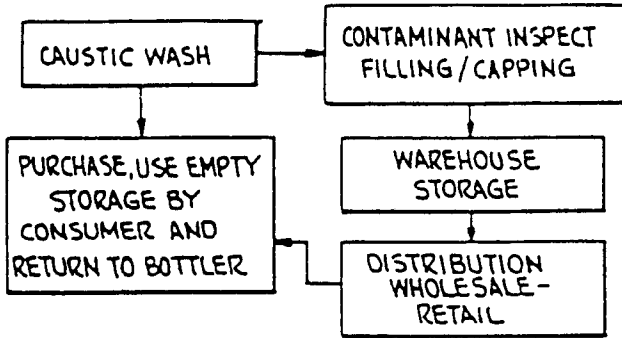 CAUSTIC WASH
CONTAMINANT INSPECT
FILLING/CAPPING
PURCHASE, USE EMPTY
STORAGE BY
CONSUMER AND
RETURN TO BOTTLER
WAREHOUSE
STORAGE
DISTRIBUTION
WHOLESALE-
RETAIL